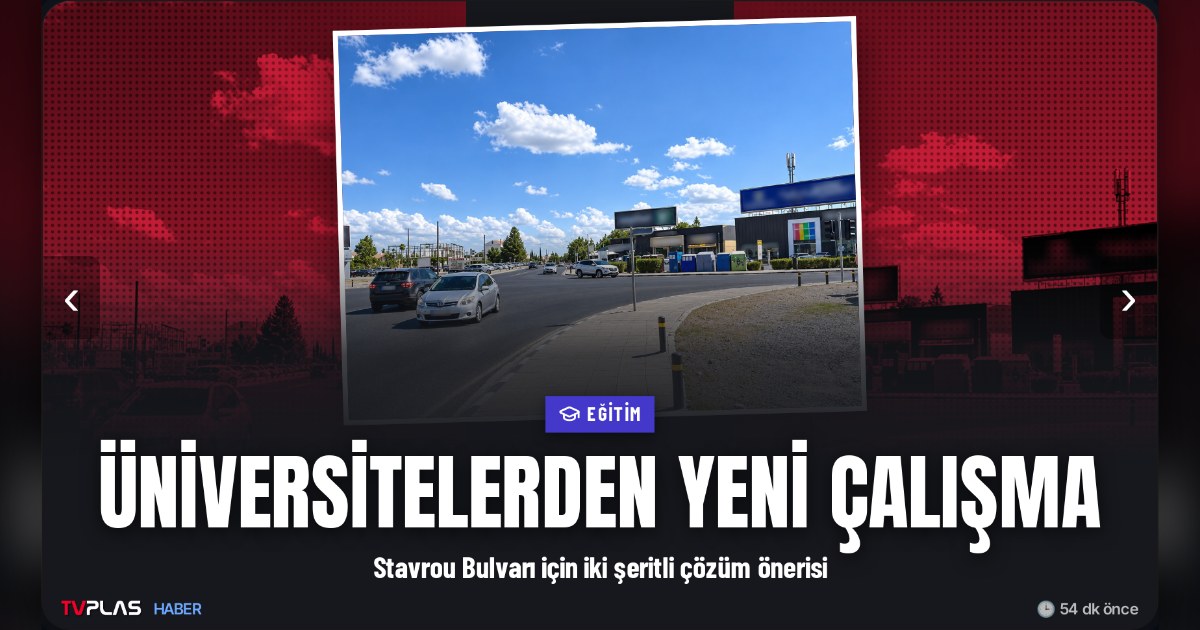 EĞİTİM
ÜNİVERSİTELERDEN YENİ ÇALIŞMA
Stavrou Bulvarı için iki şeritli çözüm önerisi
TVPLAS HABER
54 dk önce